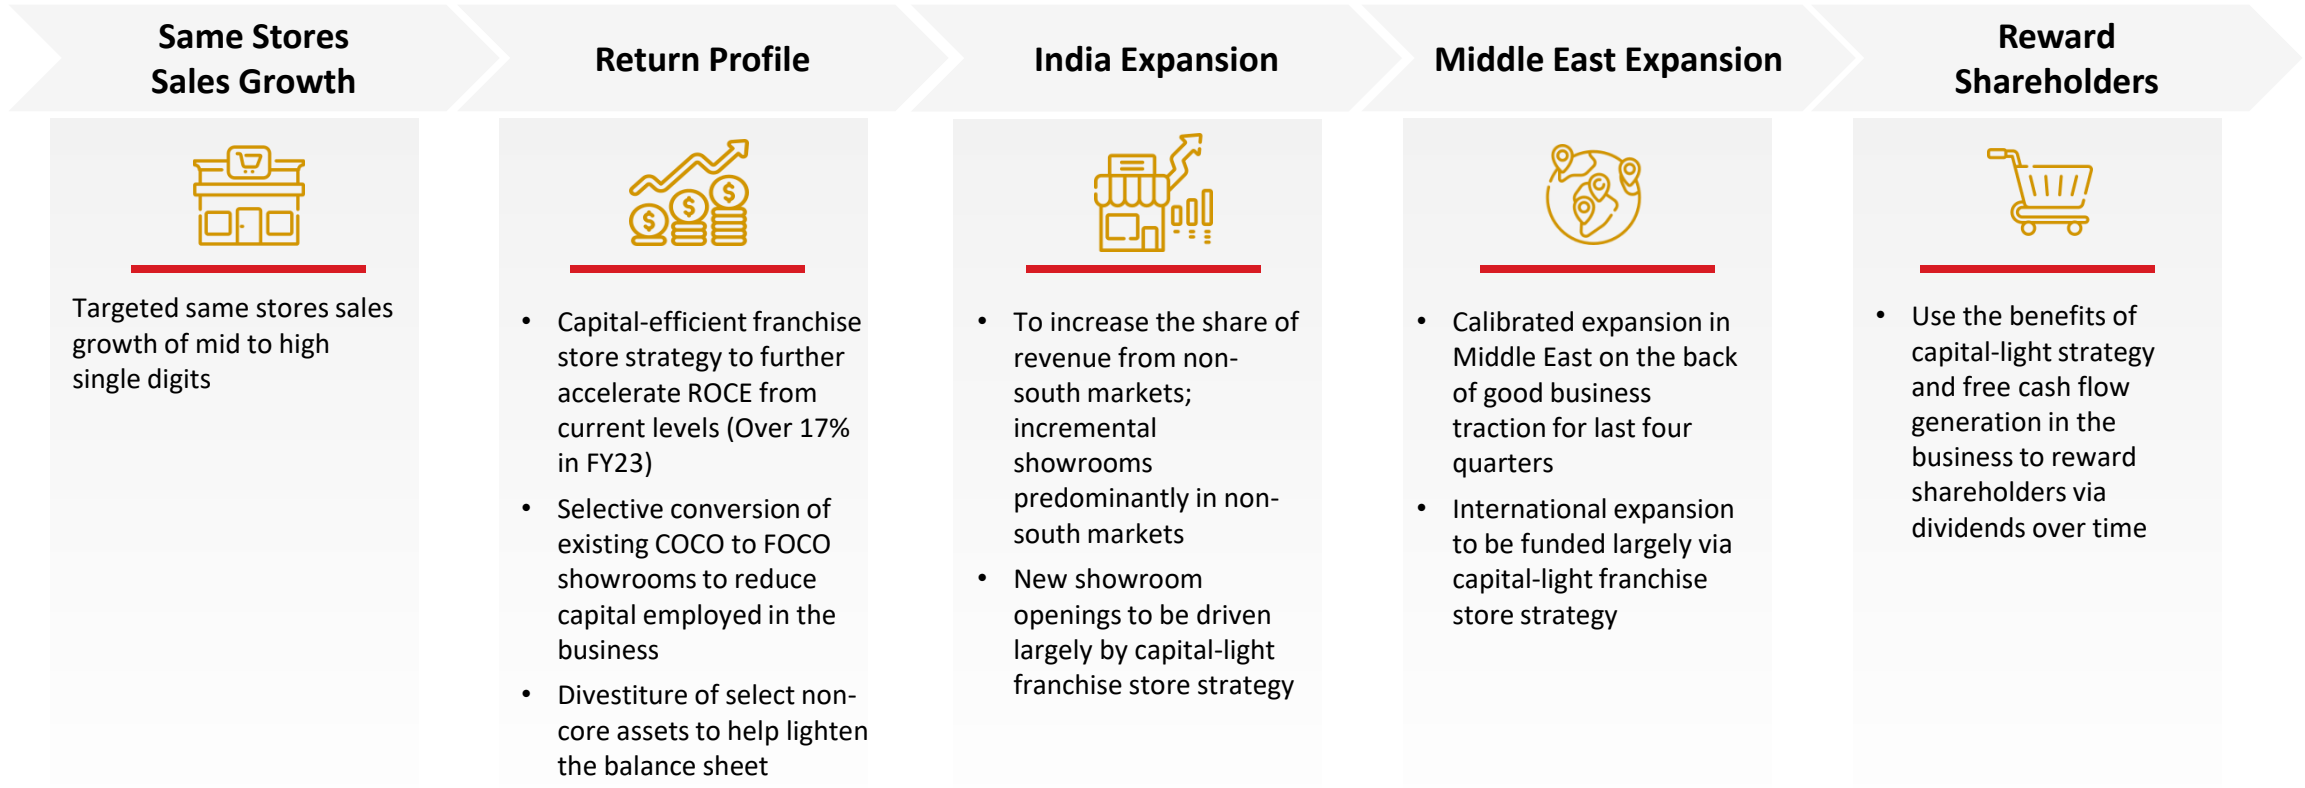 Same Stores
Sales Growth
Return Profile
India Expansion
Middle East Expansion
Reward
Shareholders
Targeted same stores sales
growth of mid to high
single digits
• Capital-efficient franchise
store strategy to further
accelerate ROCE from
current levels (Over 17%
in FY23)
• Selective conversion of
existing COCO to FOCO
showrooms to reduce
capital employed in the
business
• Divestiture of select non-
core assets to help lighten
the balance sheet
• To increase the share of
revenue from non-
south markets;
incremental
showrooms
predominantly in non-
south markets
• New showroom
openings to be driven
largely by capital-light
franchise store strategy
• Calibrated expansion in
Middle East on the back
of good business
traction for last four
quarters
• International expansion
to be funded largely via
capital-light franchise
store strategy
• Use the benefits of
capital-light strategy
and free cash flow
generation in the
business to reward
shareholders via
dividends over time